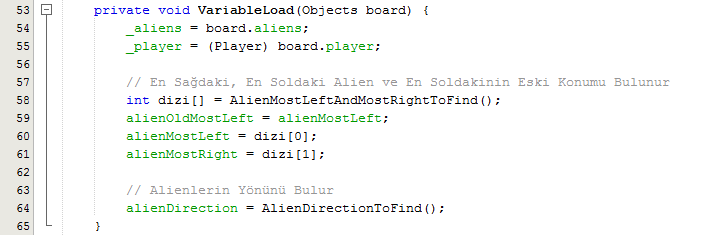 53 private void VariableLoad(Objects board) {
54 _aliens = board.aliens;
55 _player = (Player) board.player;
56
57 // En Sağdaki, En Soldaki Alien ve En Soldakinin Eski Konumu Bulunur
58 int dizi[] = AlienMostLeftAndMostRightToFind();
59 alienOldMostLeft = alienMostLeft;
60 alienMostLeft = dizi[0];
61 alienMostRight = dizi[1];
62
63 // Alienlerin Yönünü Bulur
64 alienDirection = AlienDirectionToFind();
65 }